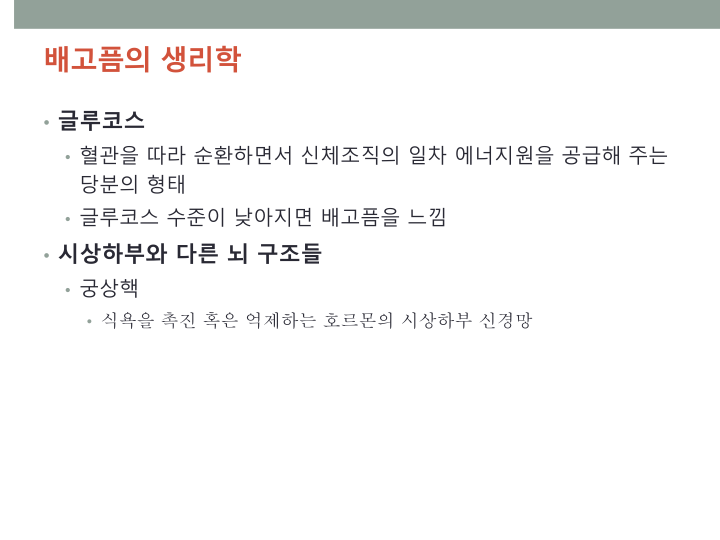 배고픔의 생리학
• 글루코스
• 혈관을 따라 순환하면서 신체조직의 일차 에너지원을 공급해 주는
당분의 형태
• 글루코스 수준이 낮아지면 배고픔을 느낌
• 시상하부와 다른 뇌 구조들
• 궁상핵
• 식욕을 촉진 혹은 억제하는 호르몬의 시상하부 신경망